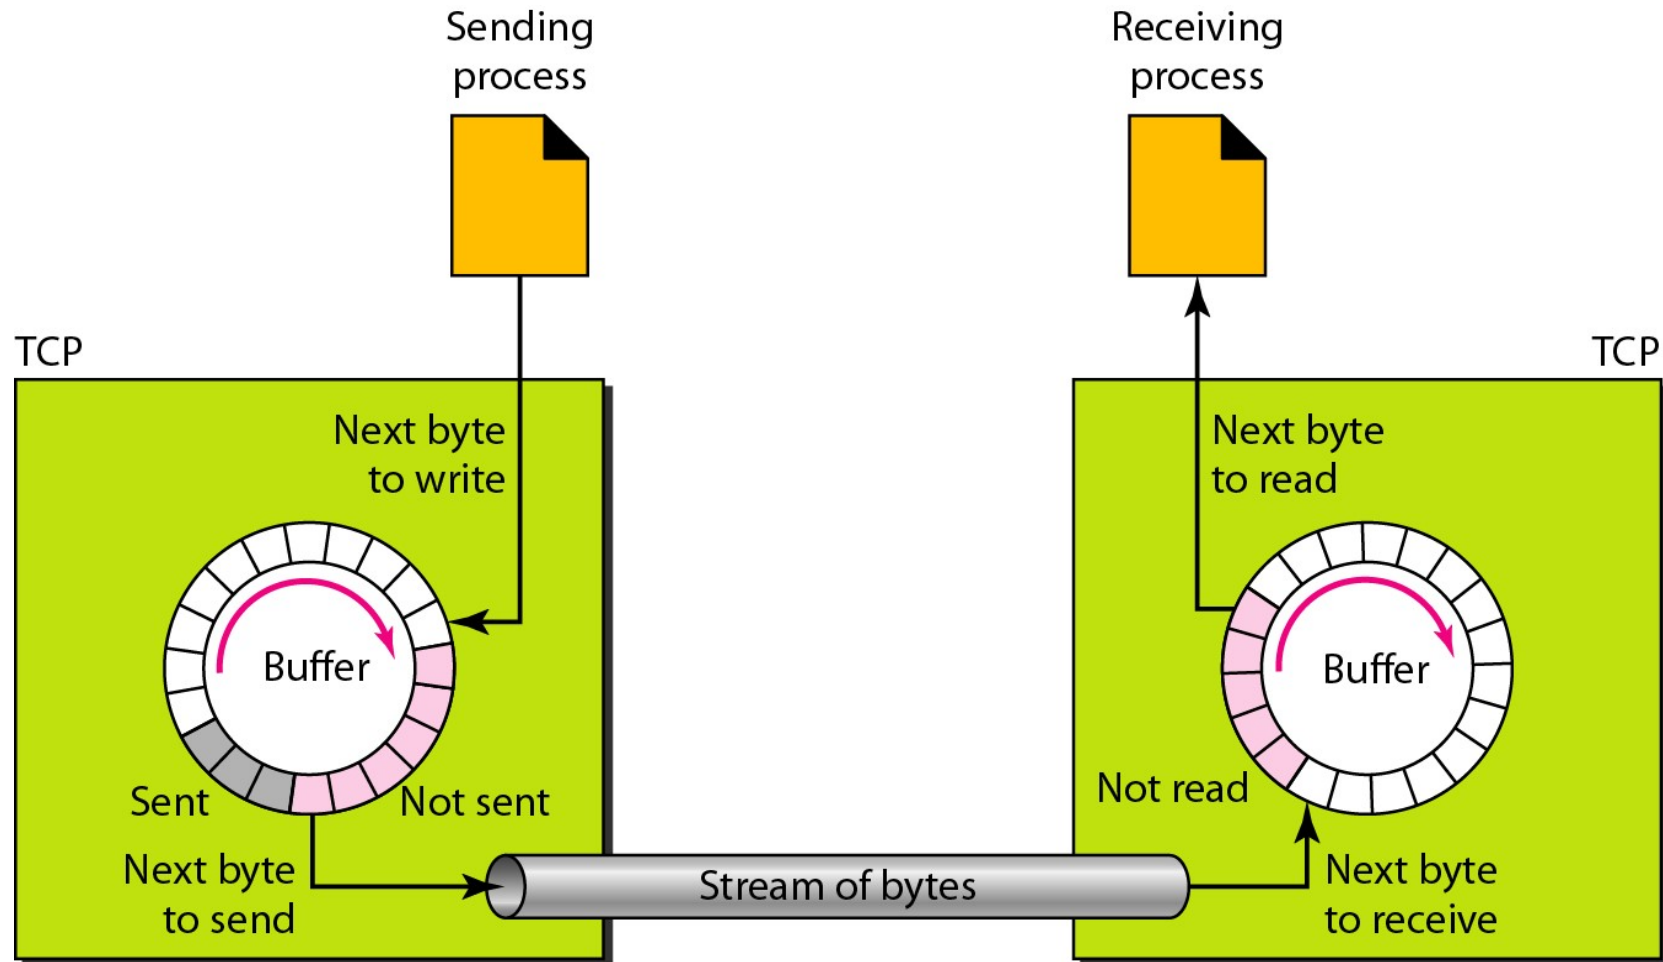 Sending
process
Receiving
process
TCP
TCP
Next byte
to write
Next byte
to read
Buffer
Buffer
Sent
Not sent
Not read
Next byte
to send
Stream of bytes
Next byte
to receive